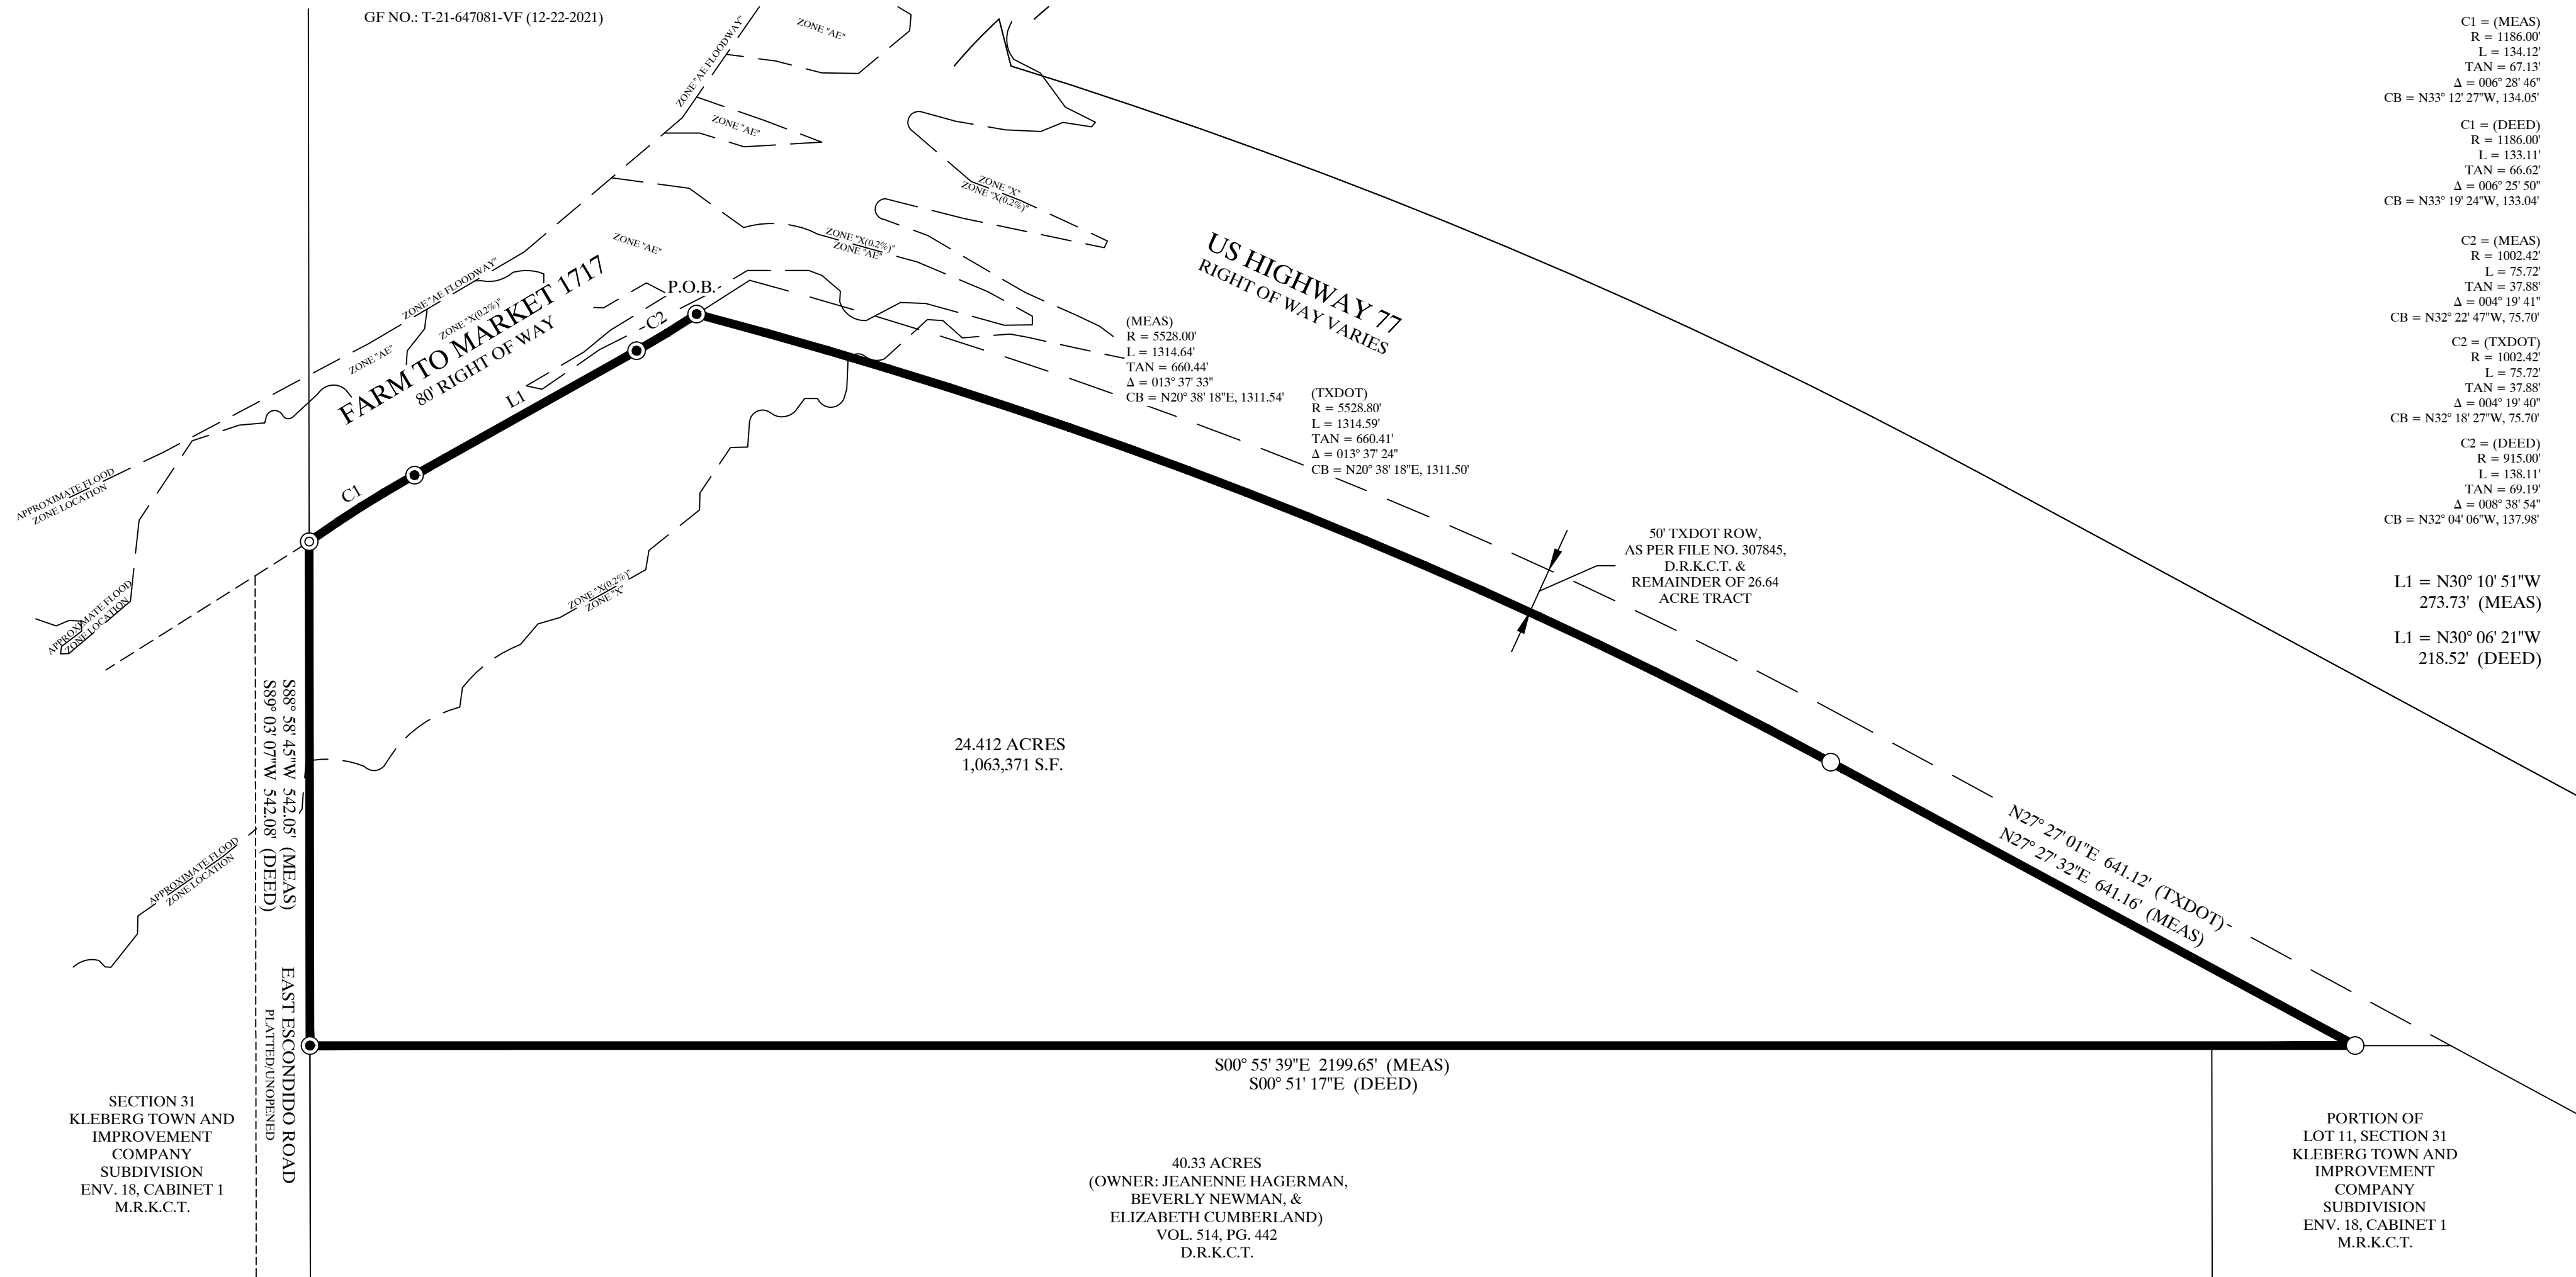 GF NO.: T-21-647081-VF (12-22-2021)
ZONE "AE FLOODWAY"
ZONE "AE"
ZONE "AE"
ZONE "X"
ZONE "X(0.2%)"
ZONE "X(0.2%)"
ZONE "AE"
ZONE "AE"
ZONE "AE FLOODWAY"
ZONE "X(0.2%)"
ZONE "AE"
FARM TO MARKET 1717
80' RIGHT OF WAY
P.O.B.
C2
L1
C1
US HIGHWAY 77
RIGHT OF WAY VARIES
(MEAS)
R = 5528.00'
L = 1314.64'
TAN = 660.44'
Δ = 013° 37' 33"
CB = N20° 38' 18"E, 1311.54'
(TXDOT)
R = 5528.80'
L = 1314.59'
TAN = 660.41'
Δ = 013° 37' 24"
CB = N20° 38' 18"E, 1311.50'
C1 = (MEAS)
R = 1186.00'
L = 134.12'
TAN = 67.13'
Δ = 006° 28' 46"
CB = N33° 12' 27"W, 134.05'
C1 = (DEED)
R = 1186.00'
L = 133.11'
TAN = 66.62'
Δ = 006° 25' 50"
CB = N33° 19' 24"W, 133.04'
C2 = (MEAS)
R = 1002.42'
L = 75.72'
TAN = 37.88'
Δ = 004° 19' 41"
CB = N32° 22' 47"W, 75.70'
C2 = (TXDOT)
R = 1002.42'
L = 75.72'
TAN = 37.88'
Δ = 004° 19' 40"
CB = N32° 18' 27"W, 75.70'
C2 = (DEED)
R = 915.00'
L = 138.11'
TAN = 69.19'
Δ = 008° 38' 54"
CB = N32° 04' 06"W, 137.98'
L1 = N30° 10' 51"W
273.73' (MEAS)
L1 = N30° 06' 21"W
218.52' (DEED)
APPROXIMATE FLOOD
ZONE LOCATION
APPROXIMATE FLOOD
ZONE LOCATION
ZONE "X(0.2%)"
ZONE "X"
50' TXDOT ROW,
AS PER FILE NO. 307845,
D.R.K.C.T. &
REMAINDER OF 26.64
ACRE TRACT
24.412 ACRES
1,063,371 S.F.
S88° 58' 45"W 542.05' (MEAS)
S89° 03' 07"W 542.08' (DEED)
APPROXIMATE FLOOD
ZONE LOCATION
N27° 27' 01"E 641.12' (TXDOT)
N27° 27' 32"E 641.16' (MEAS)
EAST ESCONDIDO ROAD
PLATTED/UNOPENED
S00° 55' 39"E 2199.65' (MEAS)
S00° 51' 17"E (DEED)
SECTION 31
KLEBERG TOWN AND
IMPROVEMENT
COMPANY
SUBDIVISION
ENV. 18, CABINET 1
M.R.K.C.T.
40.33 ACRES
(OWNER: JEANENNE HAGERMAN,
BEVERLY NEWMAN, &
ELIZABETH CUMBERLAND)
VOL. 514, PG. 442
D.R.K.C.T.
PORTION OF
LOT 11, SECTION 31
KLEBERG TOWN AND
IMPROVEMENT
COMPANY
SUBDIVISION
ENV. 18, CABINET 1
M.R.K.C.T.